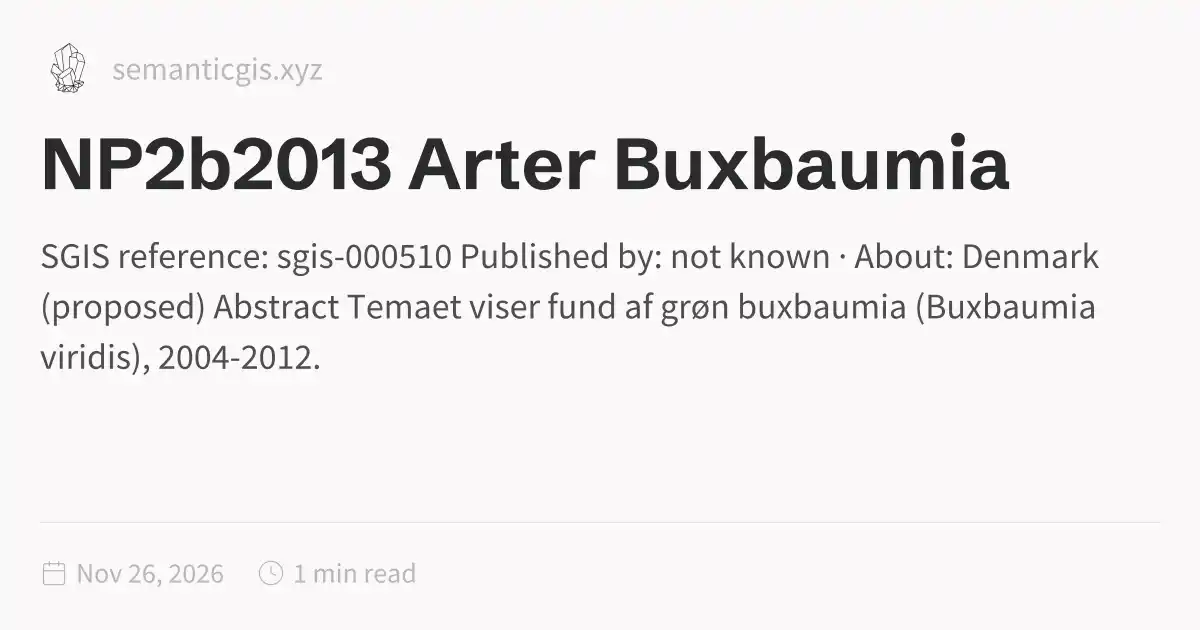 semanticgis.xyz
NP2b2013 Arter Buxbaumia
SGIS reference: sgis-000510 Published by: not known · About: Denmark
(proposed) Abstract Temaet viser fund af grøn buxbaumia (Buxbaumia
viridis), 2004-2012.
Nov 26, 2026 1 min read